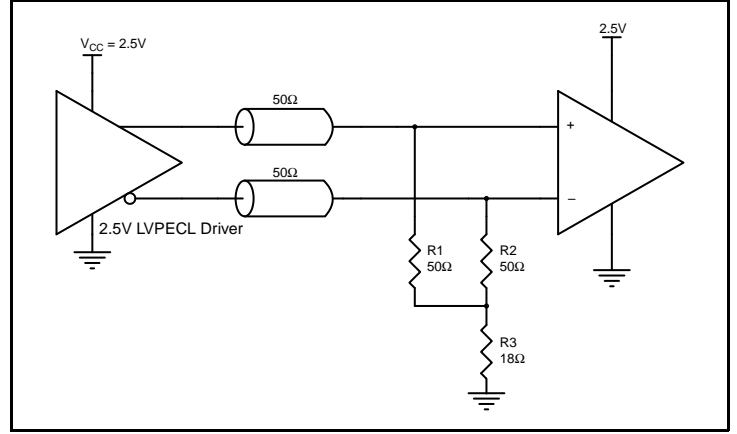 V_CC = 2.5V
2.5V
50Ω
+
50Ω
−
2.5V LVPECL Driver
R1
50Ω
R2
50Ω
R3
18Ω